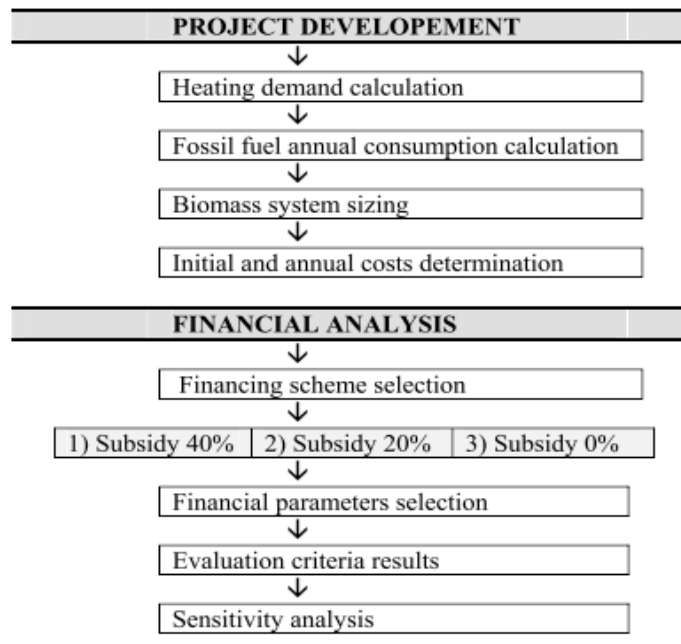 PROJECT DEVELOPEMENT
Heating demand calculation
Fossil fuel annual consumption calculation
Biomass system sizing
Initial and annual costs determination
FINANCIAL ANALYSIS
Financing scheme selection
1) Subsidy 40% 2) Subsidy 20% 3) Subsidy 0%
Financial parameters selection
Evaluation criteria results
Sensitivity analysis